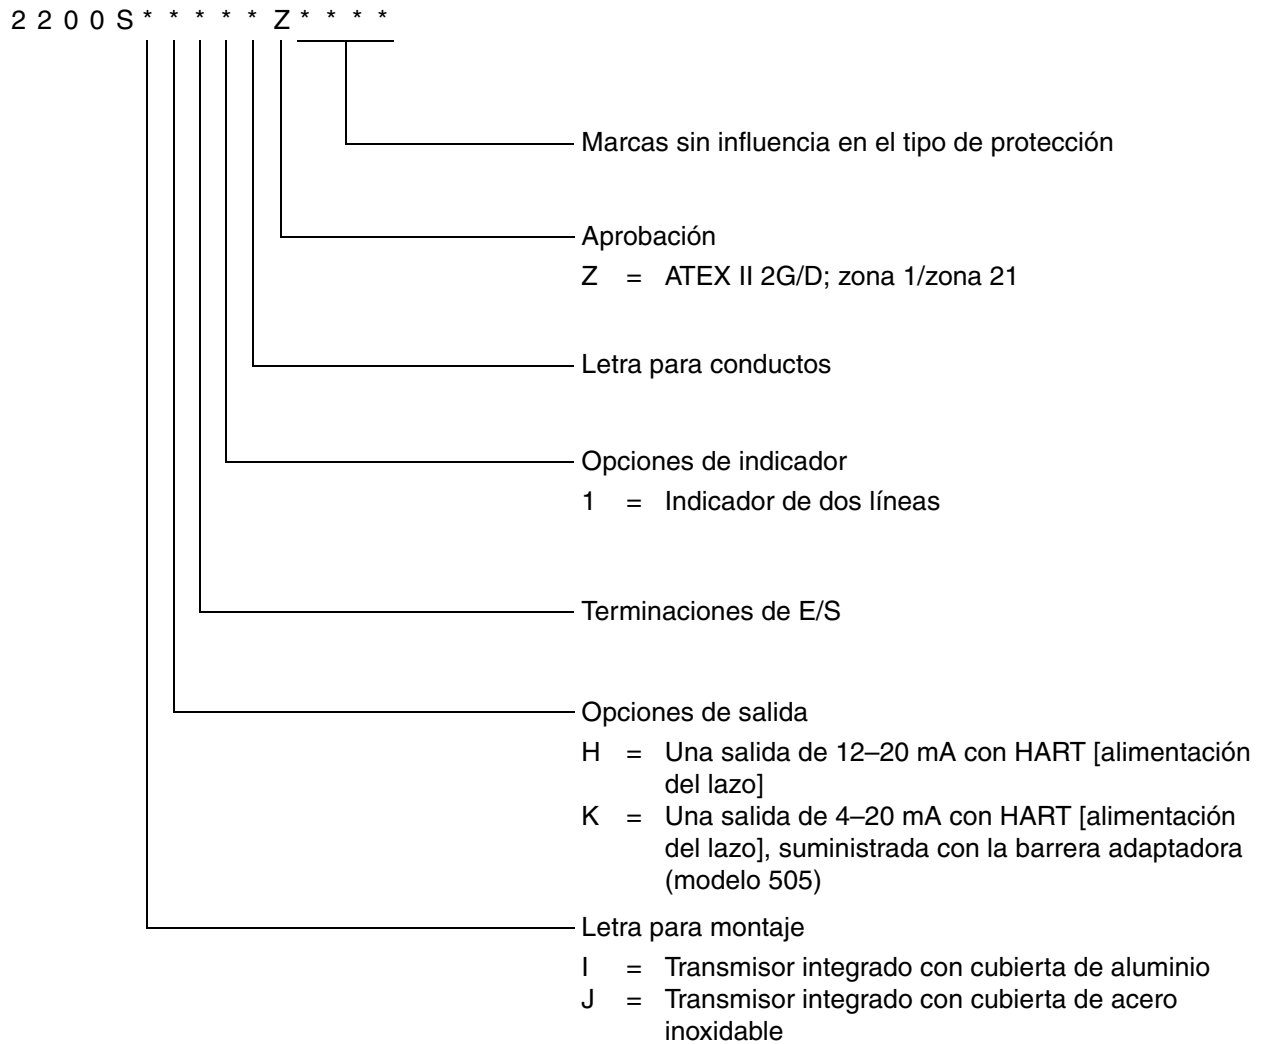 2 2 0 0 S * * * * * Z * * * *
Marcas sin influencia en el tipo de protección
Aprobación
Z = ATEX II 2G/D; zona 1/zona 21
Letra para conductos
Opciones de indicador
1 = Indicador de dos líneas
Terminaciones de E/S
Opciones de salida
H = Una salida de 12–20 mA con HART [alimentación
del lazo]
K = Una salida de 4–20 mA con HART [alimentación
del lazo], suministrada con la barrera adaptadora
(modelo 505)
Letra para montaje
I = Transmisor integrado con cubierta de aluminio
J = Transmisor integrado con cubierta de acero
inoxidable